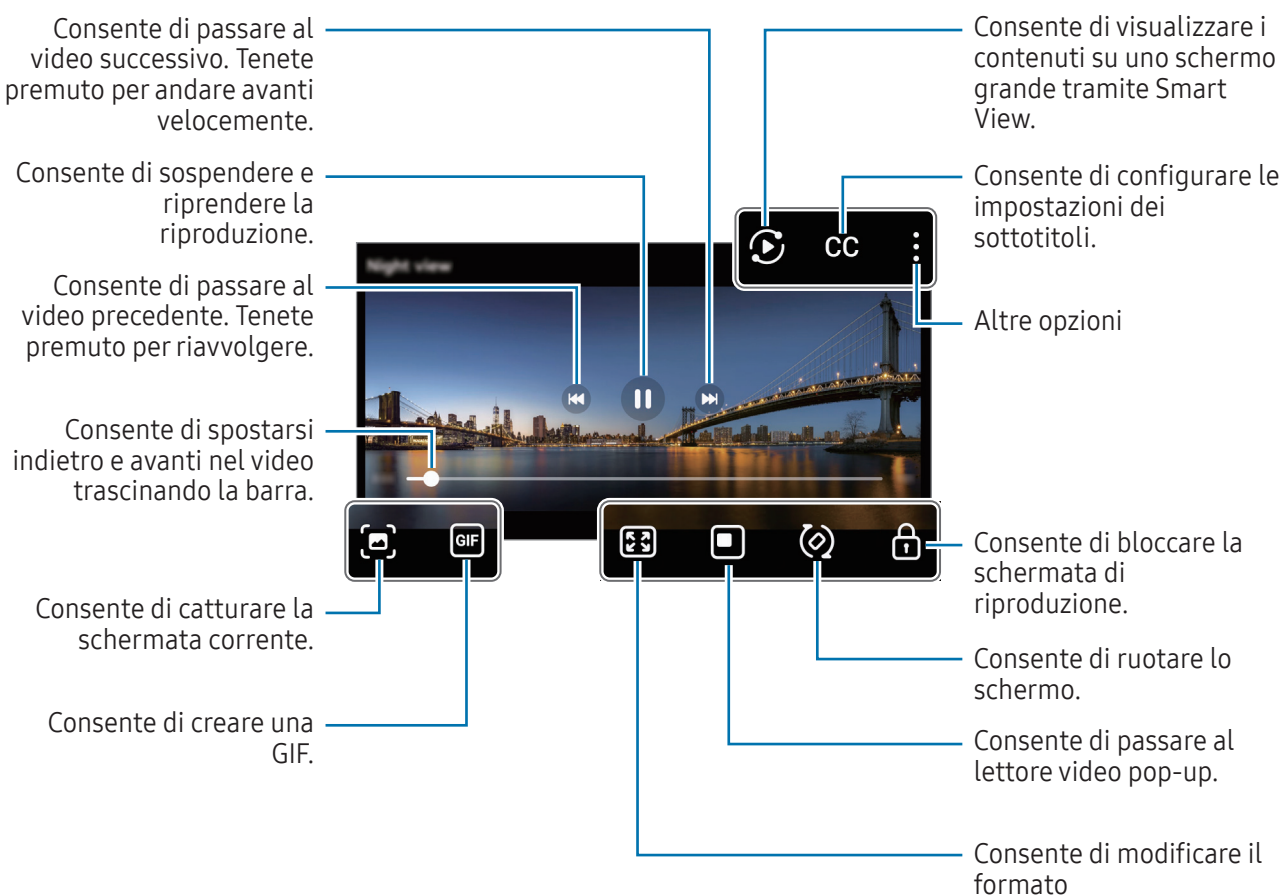 Consente di passare al
video successivo. Tenete
premuto per andare avanti
velocemente.
Consente di sospendere e
riprendere la
riproduzione.
Consente di passare al
video precedente. Tenete
premuto per riavvolgere.
Consente di spostarsi
indietro e avanti nel video
trascinando la barra.
Consente di catturare la
schermata corrente.
Consente di creare una
GIF.
Night view
CC
GIF
Consente di visualizzare i
contenuti su uno schermo
grande tramite Smart
View.
Consente di configurare le
impostazioni dei
sottotitoli.
Altre opzioni
Consente di bloccare la
schermata di
riproduzione.
Consente di ruotare lo
schermo.
Consente di passare al
lettore video pop-up.
Consente di modificare il
formato